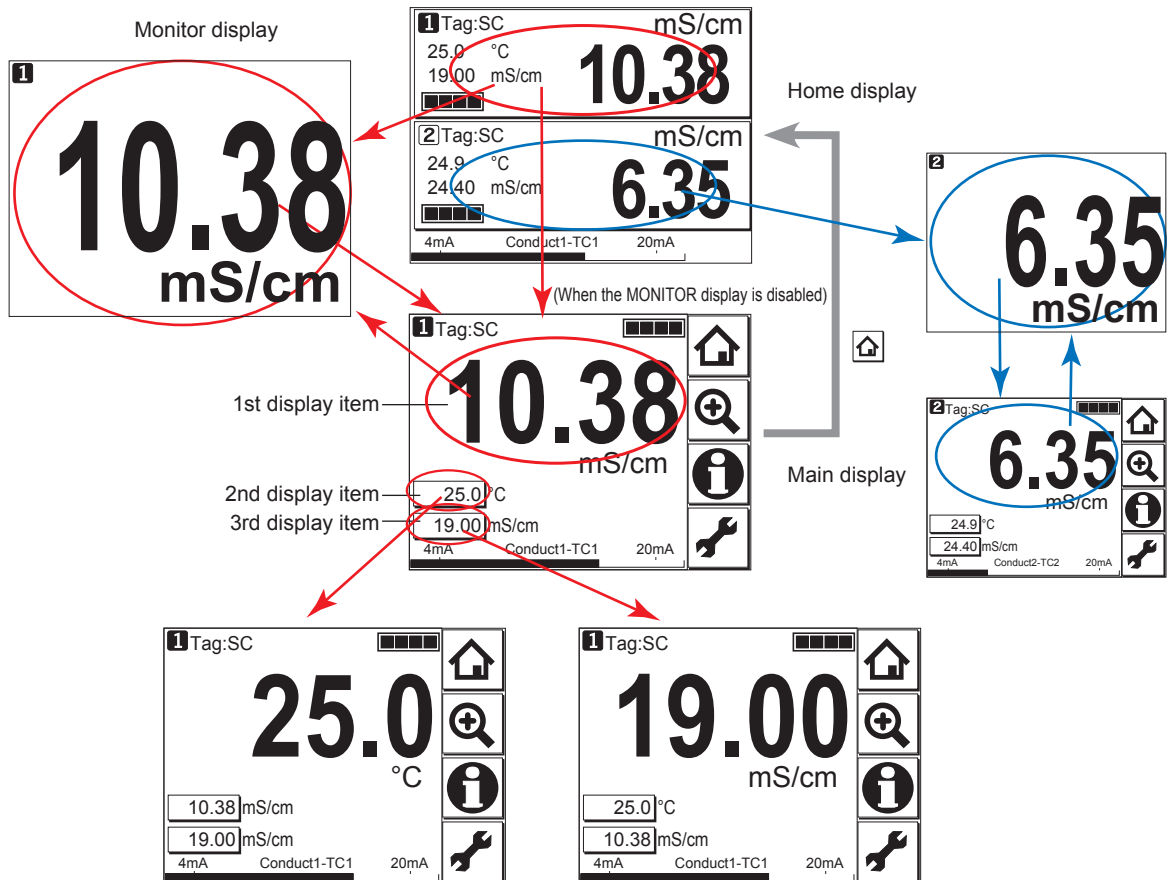 Monitor display
1
10.38
mS/cm
1 Tag:SC
mS/cm
25.0 °C
19.00 mS/cm
10.38
2 Tag:SC
mS/cm
24.9 °C
24.40 mS/cm
6.35
4mA Conduct1-TC1 20mA
Home display
2
6.35
mS/cm
(When the MONITOR display is disabled)
1 Tag:SC
10.38
mS/cm
1st display item
2nd display item
25.0 °C
3rd display item
19.00 mS/cm
4mA Conduct1-TC1 20mA
Main display
2 Tag:SC
6.35
mS/cm
24.9 °C
24.40 mS/cm
4mA Conduct2-TC2 20mA
1 Tag:SC
25.0
°C
10.38 mS/cm
19.00 mS/cm
4mA Conduct1-TC1 20mA
1 Tag:SC
19.00
mS/cm
25.0 °C
10.38 mS/cm
4mA Conduct1-TC1 20mA